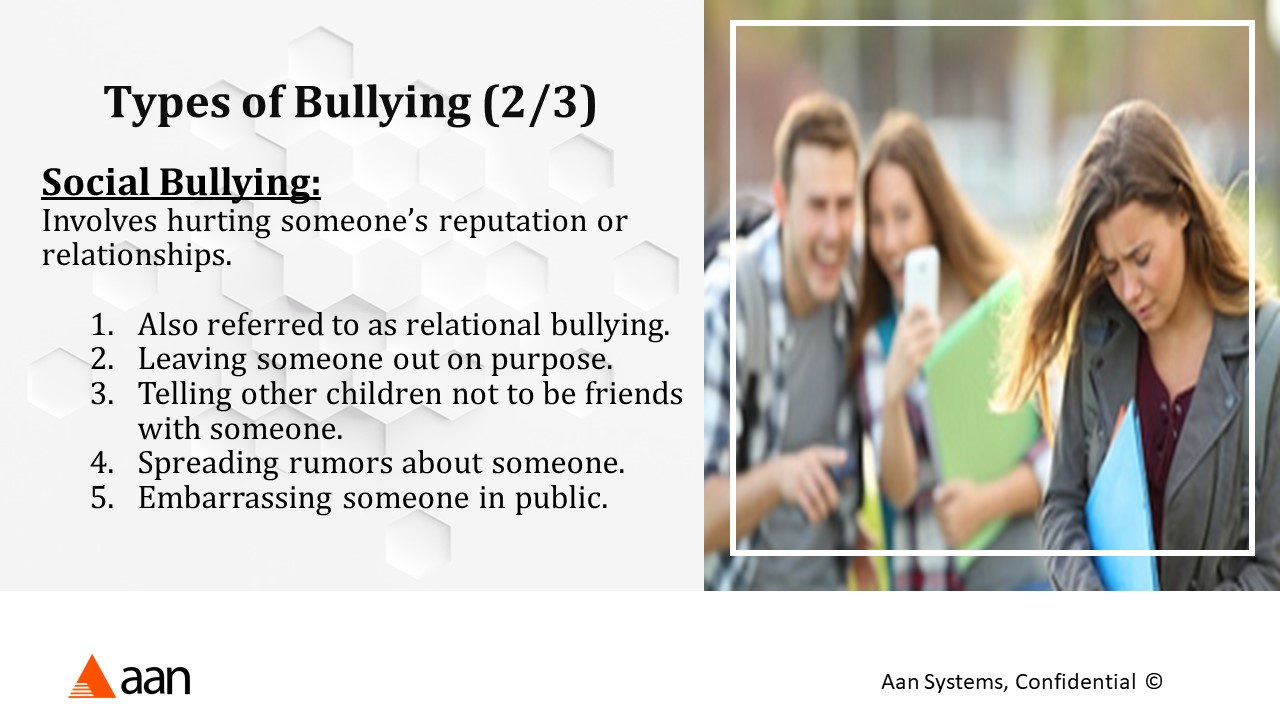 Types of Bullying (2/3)
Social Bullying:
Involves hurting someone’s reputation or
relationships.
1. Also referred to as relational bullying.
2. Leaving someone out on purpose.
3. Telling other children not to be friends
with someone.
4. Spreading rumors about someone.
5. Embarrassing someone in public.
aan
Aan Systems, Confidential ©